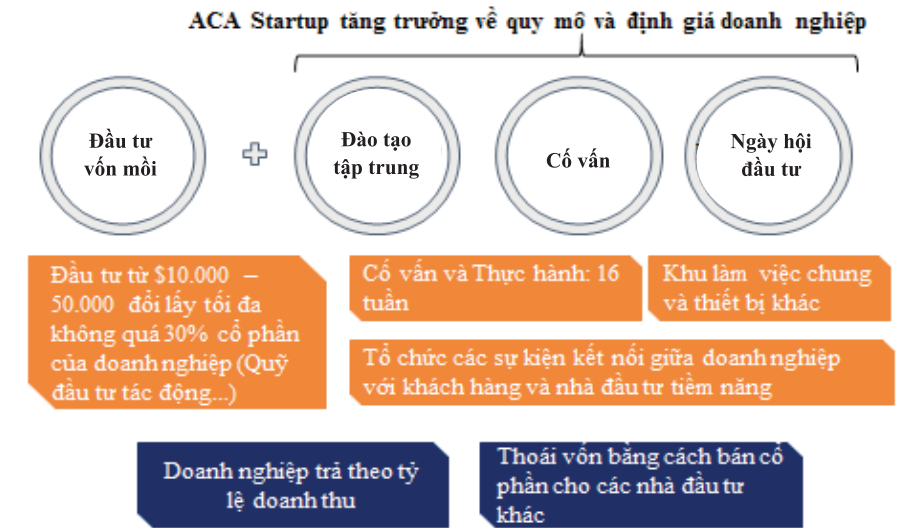 ACA Startup tăng trưởng về quy mô và định giá doanh nghiệp
Đầu tư
vốn mồi
Đào tạo
tập trung
Cố vấn
Ngày hội
đầu tư
Đầu tư từ $10.000 –
50.000 đổi lấy tối đa
không quá 30% cổ phần
của doanh nghiệp (Quỹ
đầu tư tác động...)
Cố vấn và Thực hành: 16
tuần
Khu làm việc chung
và thiết bị khác
Tổ chức các sự kiện kết nối giữa doanh nghiệp
với khách hàng và nhà đầu tư tiềm năng
Doanh nghiệp trả theo tỷ
lệ doanh thu
Thoái vốn bằng cách bán cổ
phần cho các nhà đầu tư
khác